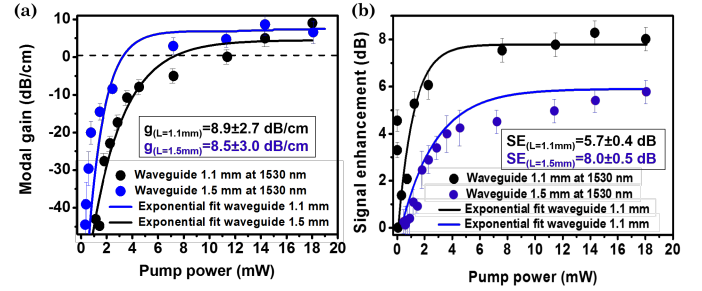 (a)
Modal gain (dB/cm)
10
0
-10
-20
-30
-40
g(L=1.1mm)=8.9±2.7 dB/cm
g(L=1.5mm)=8.5±3.0 dB/cm
Waveguide 1.1 mm at 1530 nm
Waveguide 1.5 mm at 1530 nm
Exponential fit waveguide 1.1 mm
Exponential fit waveguide 1.5 mm
0 2 4 6 8 10 12 14 16 18 20
Pump power (mW)
(b)
Signal enhancement (dB)
8
6
4
2
0
SE(L=1.1mm)=5.7±0.4 dB
SE(L=1.5mm)=8.0±0.5 dB
Waveguide 1.1 mm at 1530 nm
Waveguide 1.5 mm at 1530 nm
Exponential fit waveguide 1.1 mm
Exponential fit waveguide 1.1 mm
0 2 4 6 8 10 12 14 16 18 20
Pump power (mW)